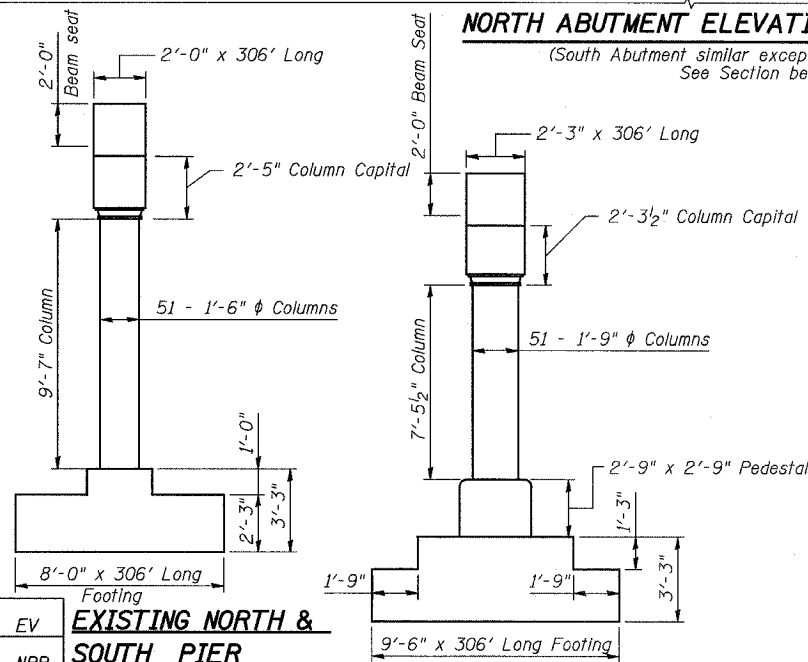 NORTH ABUTMENT ELEVATI
(South Abutment similar excep
See Section be
2'-0"
Beam seat
2'-0" x 306' Long
2'-5" Column Capital
9'-7" Column
51 - 1'-6" ϕ Columns
1'-0"
2'-3"
3'-3"
8'-0" x 306' Long
Footing
EV
NPP
EXISTING NORTH &
SOUTH PIER
2'-0" Beam Seat
2'-3" x 306' Long
2'-3½" Column Capital
7'-5½" Column
51 - 1'-9" ϕ Columns
2'-9" x 2'-9" Pedestal
1'-3"
3'-3"
1'-9"
1'-9"
9'-6" x 306' Long Footing